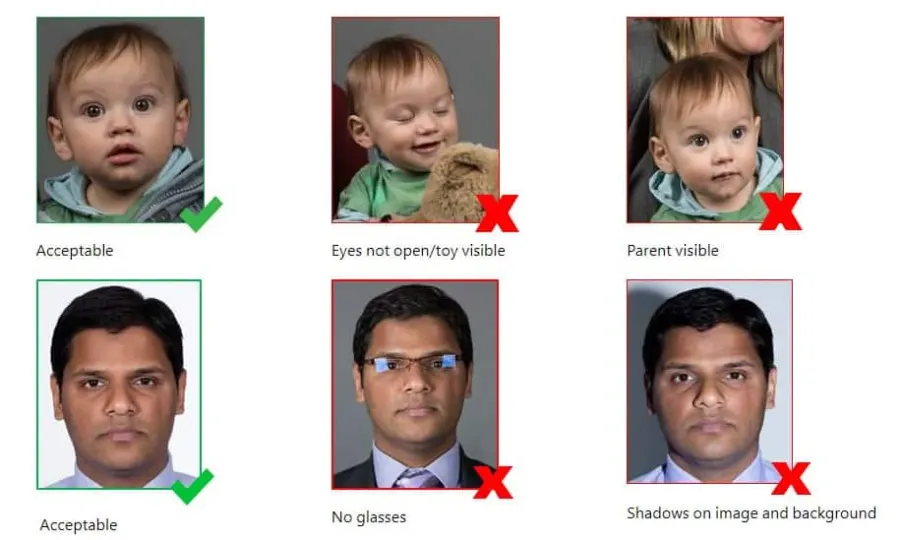 Acceptable
Eyes not open/toy visible
Parent visible
Acceptable
No glasses
Shadows on image and background